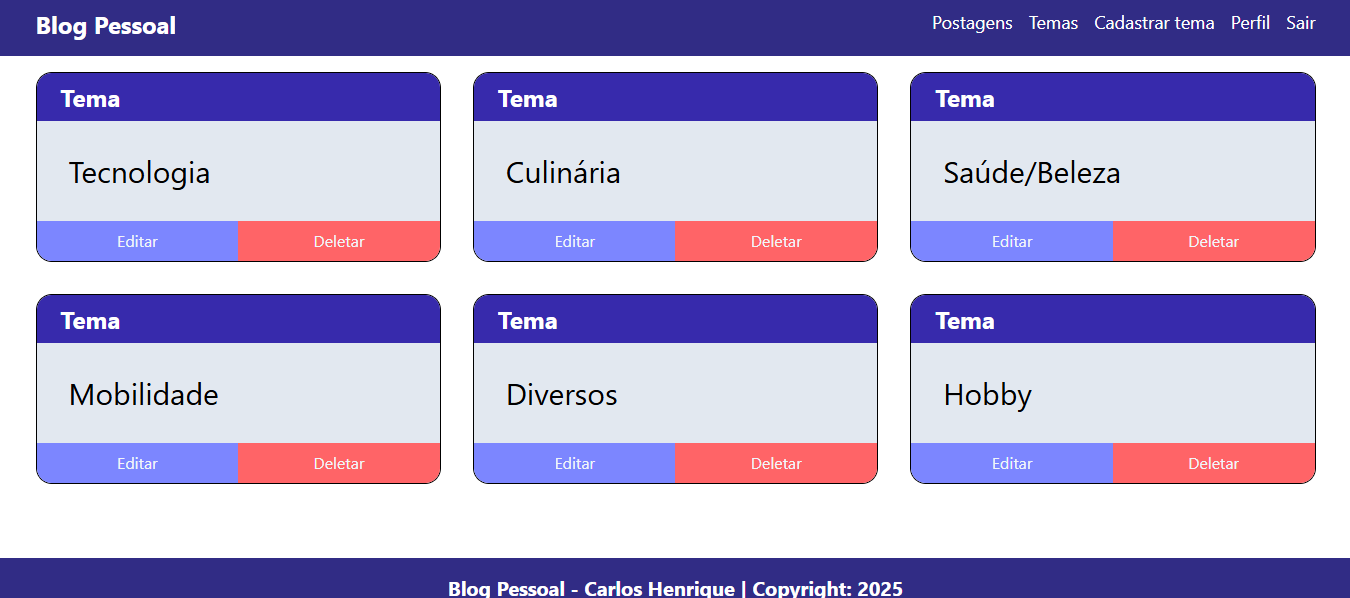 Blog Pessoal Postagens Temas Cadastrar tema Perfil Sair
Tema Tema Tema
Tecnologia Culinária Saúde/Beleza
Editar Deletar Editar Deletar Editar Deletar
Tema Tema Tema
Mobilidade Diversos Hobby
Editar Deletar Editar Deletar Editar Deletar
Blog Pessoal - Carlos Henrique | Copyright: 2025